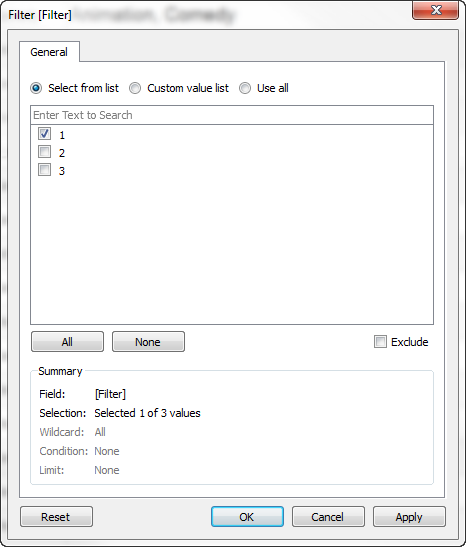 Filter [Filter]
Animation, Comedy
General
Select from list
Custom value list
Use all
Enter Text to Search
1
2
3
All
None
Exclude
Summary
Field: [Filter]
Selection: Selected 1 of 3 values
Wildcard: All
Condition: None
Limit: None
Reset
OK
Cancel
Apply